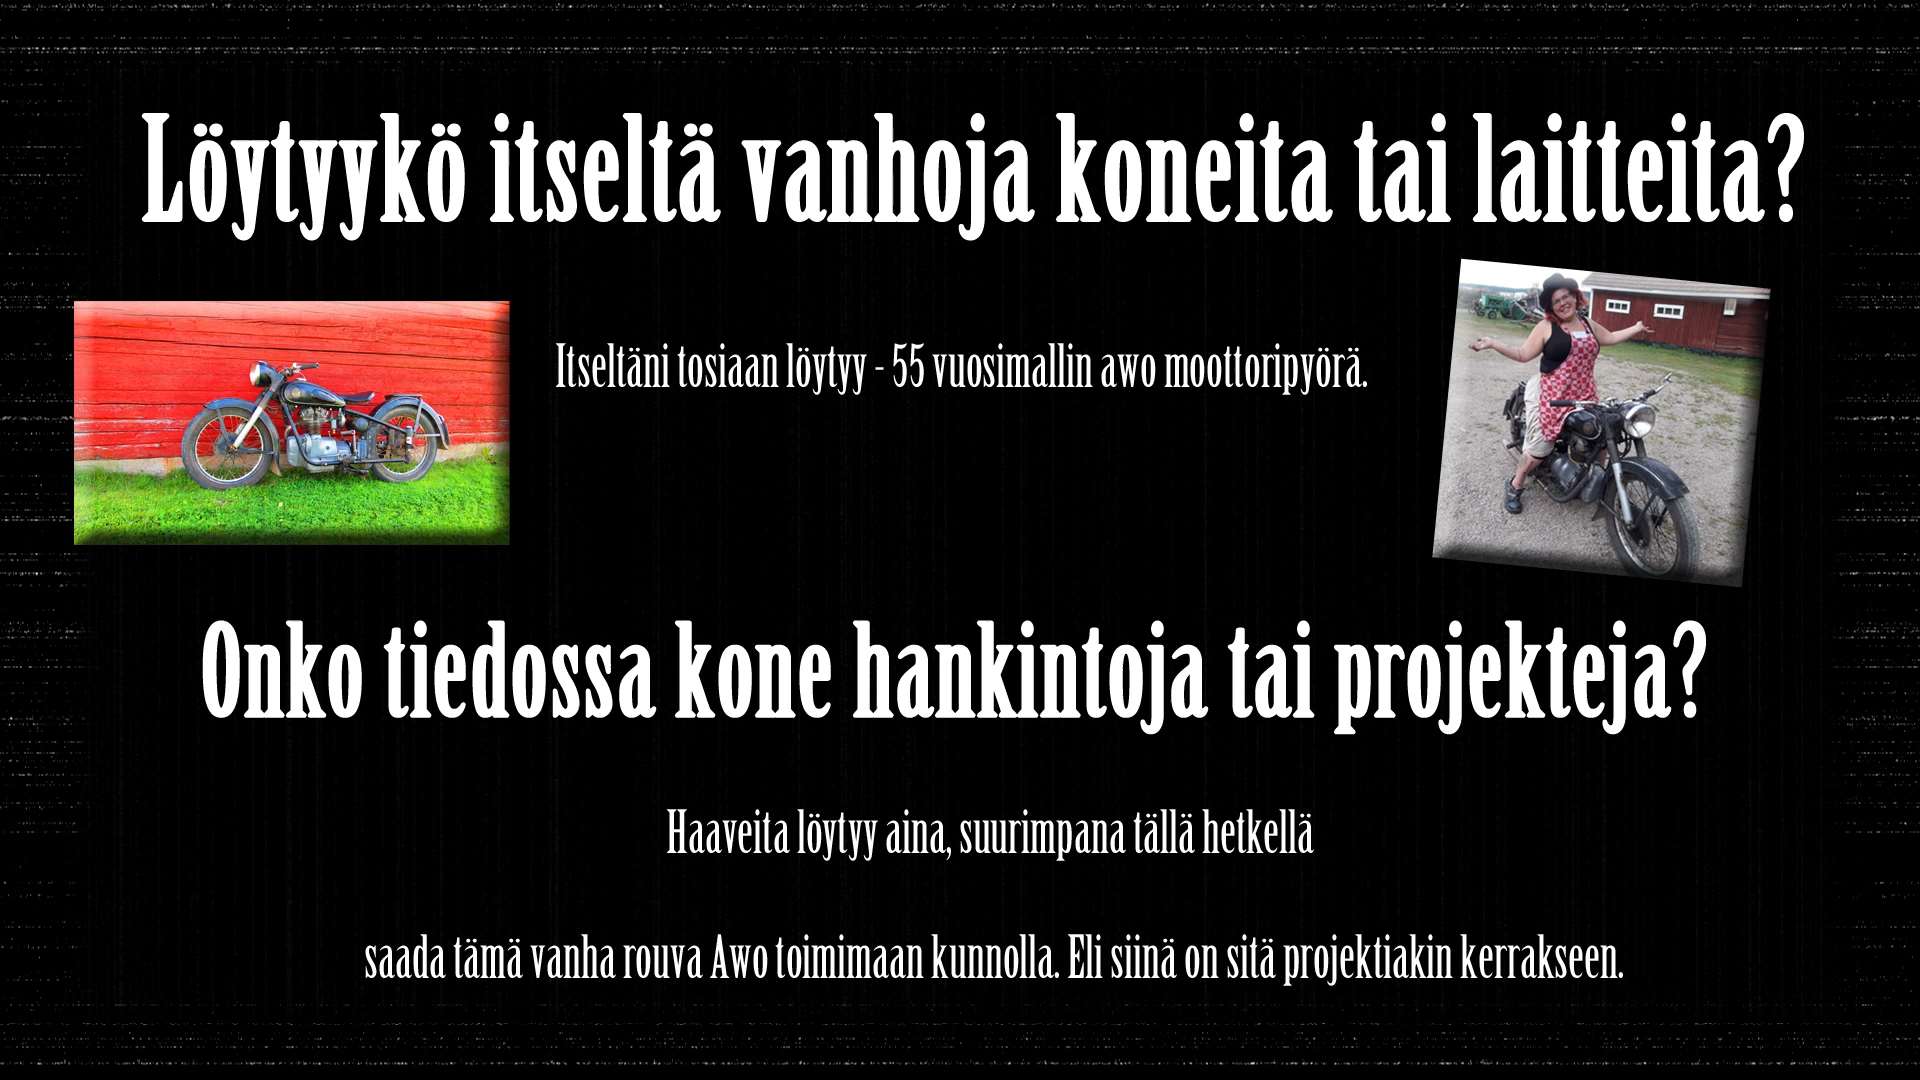 Löytyykö itseltä vanhoja koneita tai laitteita?
Itseltäni tosiaan löytyy - 55 vuosimallin awo moottoripyörä.
Onko tiedossa kone hankintoja tai projekteja?
Haaveita löytyy aina, suurimpana tällä hetkellä
saada tämä vanha rouva Awo toimimaan kunnolla. Eli siinä on sitä projektiakin kerrakseen.